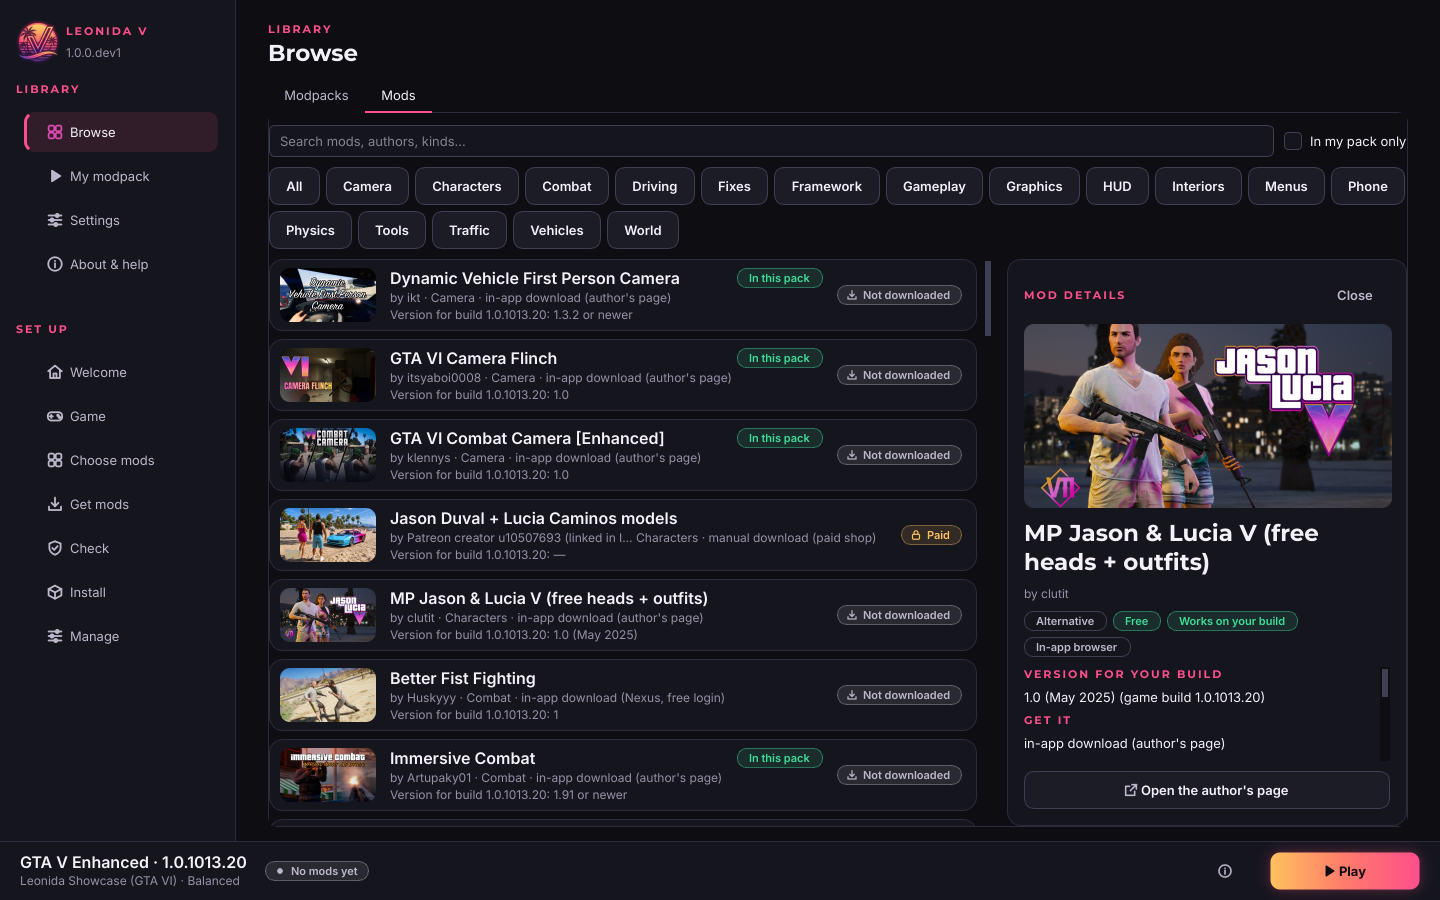 LEONIDA V
1.0.0.dev1
LIBRARY
Browse
My modpack
Settings
About & help
SET UP
Welcome
Game
Choose mods
Get mods
Check
Install
Manage
LIBRARY
Browse
Modpacks Mods
Search mods, authors, kinds...
In my pack only
All Camera Characters Combat Driving Fixes Framework Gameplay Graphics HUD Interiors Menus Phone
Physics Tools Traffic Vehicles World
Dynamic
Vehicle First Person
Camera
Dynamic Vehicle First Person Camera
In this pack
by ikt · Camera · in-app download (author's page)
Version for build 1.0.1013.20: 1.3.2 or newer
Not downloaded
VI
CAMERA FLINCH
GTA VI Camera Flinch
In this pack
by itsyaboi0008 · Camera · in-app download (author's page)
Version for build 1.0.1013.20: 1.0
Not downloaded
COMBAT
CAMERA
GTA VI Combat Camera [Enhanced]
In this pack
by klennys · Camera · in-app download (author's page)
Version for build 1.0.1013.20: 1.0
Not downloaded
Jason Duval + Lucia Caminos models
by Patreon creator u10507693 (linked in l... Characters · manual download (paid shop)
Version for build 1.0.1013.20: —
Paid
JASON
LUCIA
V
MP Jason & Lucia V (free heads + outfits)
by clutit · Characters · in-app download (author's page)
Version for build 1.0.1013.20: 1.0 (May 2025)
Not downloaded
Better Fist Fighting
by Huskyyy · Combat · in-app download (Nexus, free login)
Version for build 1.0.1013.20: 1
Not downloaded
immersive combat
Immersive Combat
In this pack
by Artupaky01 · Combat · in-app download (author's page)
Version for build 1.0.1013.20: 1.91 or newer
Not downloaded
MOD DETAILS
Close
JASON
LUCIA
V
MP Jason & Lucia V (free
heads + outfits)
by clutit
Alternative Free Works on your build
In-app browser
VERSION FOR YOUR BUILD
1.0 (May 2025) (game build 1.0.1013.20)
GET IT
in-app download (author's page)
Open the author's page
GTA V Enhanced · 1.0.1013.20
Leonida Showcase (GTA VI) · Balanced
No mods yet
Play